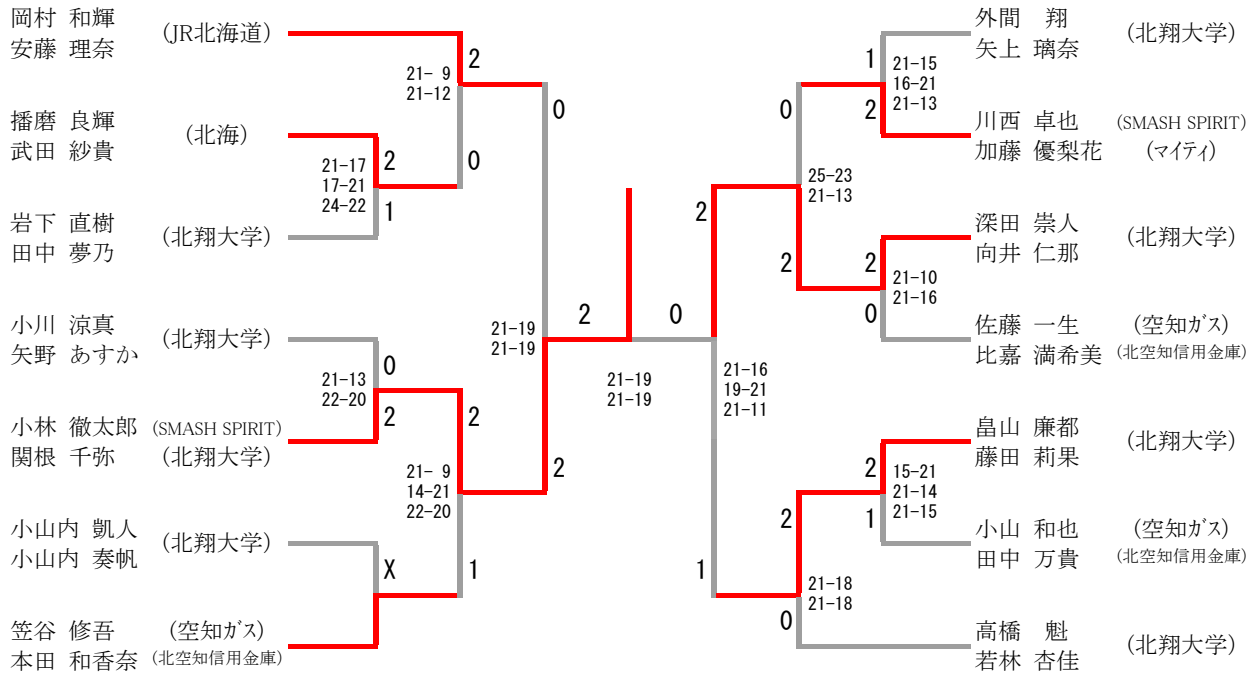 岡村 和輝
安藤 理奈
(JR北海道)
2
21- 9
21-12
0
播磨 良輝
武田 紗貴
(北海)
2
0
21-17
17-21
24-22
1
岩下 直樹
田中 夢乃
(北翔大学)
小川 涼真
矢野 あすか
(北翔大学)
0
21-13
22-20
2
2
小林 徹太郎 (SMASH SPIRIT)
関根 千弥 (北翔大学)
21-19
21-19
2
21- 9
14-21
22-20
小山内 凱人
小山内 奏帆
(北翔大学)
X
1
笠谷 修吾 (空知ガス)
本田 和香奈 (北空知信用金庫)
2
0
21-19
21-19
外間 翔
矢上 璃奈
(北翔大学)
1
21-15
16-21
21-13
0
2
川西 卓也 (SMASH SPIRIT)
加藤 優梨花 (マイティ)
25-23
21-13
2
深田 崇人
向井 仁那
(北翔大学)
2
2
21-10
21-16
0
佐藤 一生 (空知ガス)
比嘉 満希美 (北空知信用金庫)
21-16
19-21
21-11
畠山 廉都
藤田 莉果
(北翔大学)
2
15-21
21-14
21-15
2
1
小山 和也 (空知ガス)
田中 万貴 (北空知信用金庫)
1
21-18
21-18
0
高橋 魁
若林 杏佳
(北翔大学)